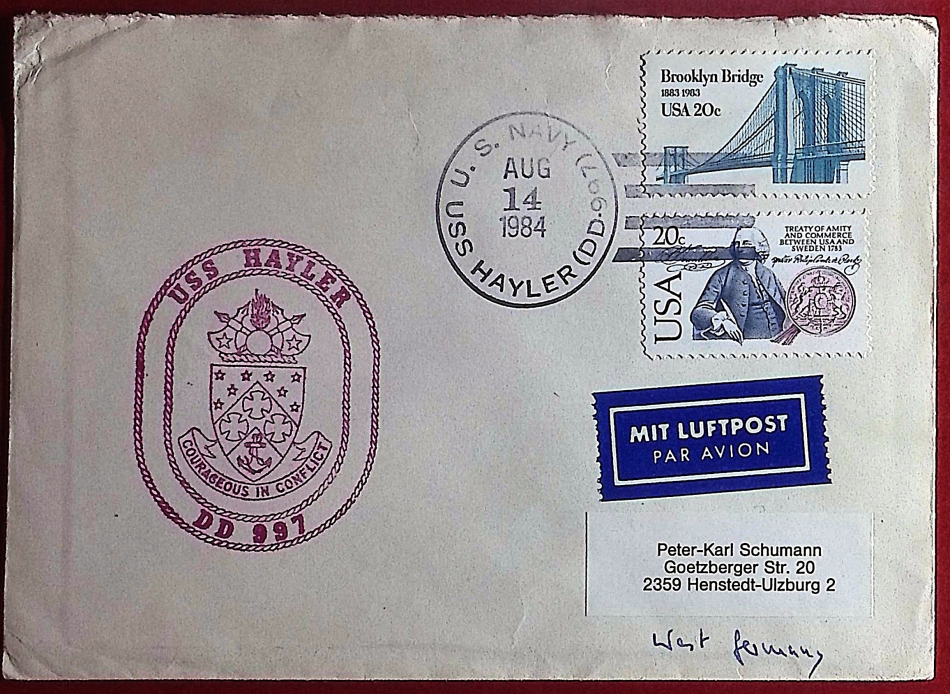 Brooklyn Bridge
1883 1983
USA 20c
U. S. NAVY
AUG
14
1984
USS HAYLER (DD-997)
20c
USA
TREATY OF AMITY
AND COMMERCE
BETWEEN USA AND
SWEDEN 1783
USS HAYLER
COURAGEOUS IN CONFLICT
DD 997
MIT LUFTPOST
PAR AVION
Peter-Karl Schumann
Goetzberger Str. 20
2359 Henstedt-Ulzburg 2
West Germany